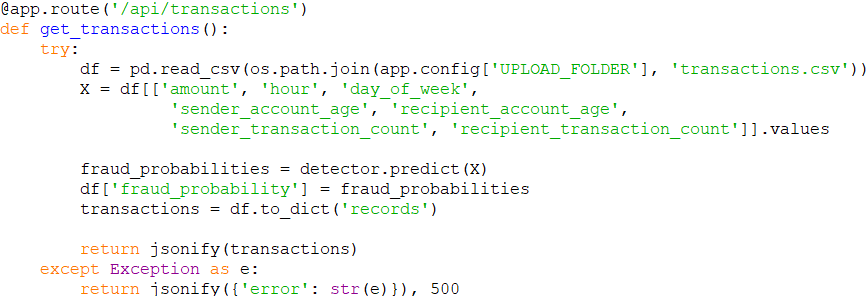 @app.route('/api/transactions')
def get_transactions():
    try:
        df = pd.read_csv(os.path.join(app.config['UPLOAD_FOLDER'], 'transactions.csv'))
        X = df[['amount', 'hour', 'day_of_week',
                 'sender_account_age', 'recipient_account_age',
                 'sender_transaction_count', 'recipient_transaction_count']].values

        fraud_probabilities = detector.predict(X)
        df['fraud_probability'] = fraud_probabilities
        transactions = df.to_dict('records')

        return jsonify(transactions)
    except Exception as e:
        return jsonify({'error': str(e)}), 500